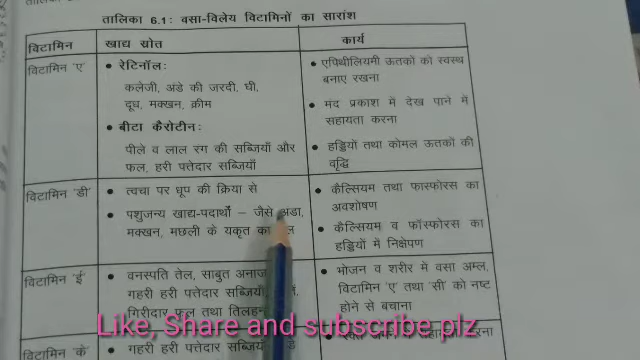 तालिका 6.1: वसा-विलेय विटामिनों का सारांश
विटामिन खाद्य स्रोत कार्य
विटामिन 'ए'
• रेटिनॉल:
कलेजी, अंडे की जरदी, घी,
दूध, मक्खन, क्रीम
• बीटा कैरोटीन:
पीले व लाल रग की सब्जियाँ और
फल, हरी पत्तेदार सब्जियाँ
• एपिथीलियमी ऊतकों को स्वस्थ
बनाए रखना
• मंद प्रकाश में देख पाने में
सहायता करना
• हड्डियों तथा कोमल ऊतकों की
वृद्धि
विटामिन 'डी'
• त्वचा पर धूप की क्रिया से
• पशुजन्य खाद्य-पदार्थों – जैसे अंडा,
मक्खन, मछली के यकृत का
• कैल्सियम तथा फास्फोरस का
अवशोषण
• कैल्सियम व फॉस्फोरस का
हड्डियों में निक्षेपण
विटामिन 'ई'
• वनस्पति तेल, साबुत अनाज
गहरी हरी पत्तेदार सब्जियाँ,
गिरीदार फल तथा तिलहन
• भोजन व शरीर में वसा अम्ल,
विटामिन 'ए' तथा 'सी' को नष्ट
होने से बचाना
Like, Share and subscribe plz
विटामिन 'के'
• गहरी हरी पत्तेदार सब्जियाँ